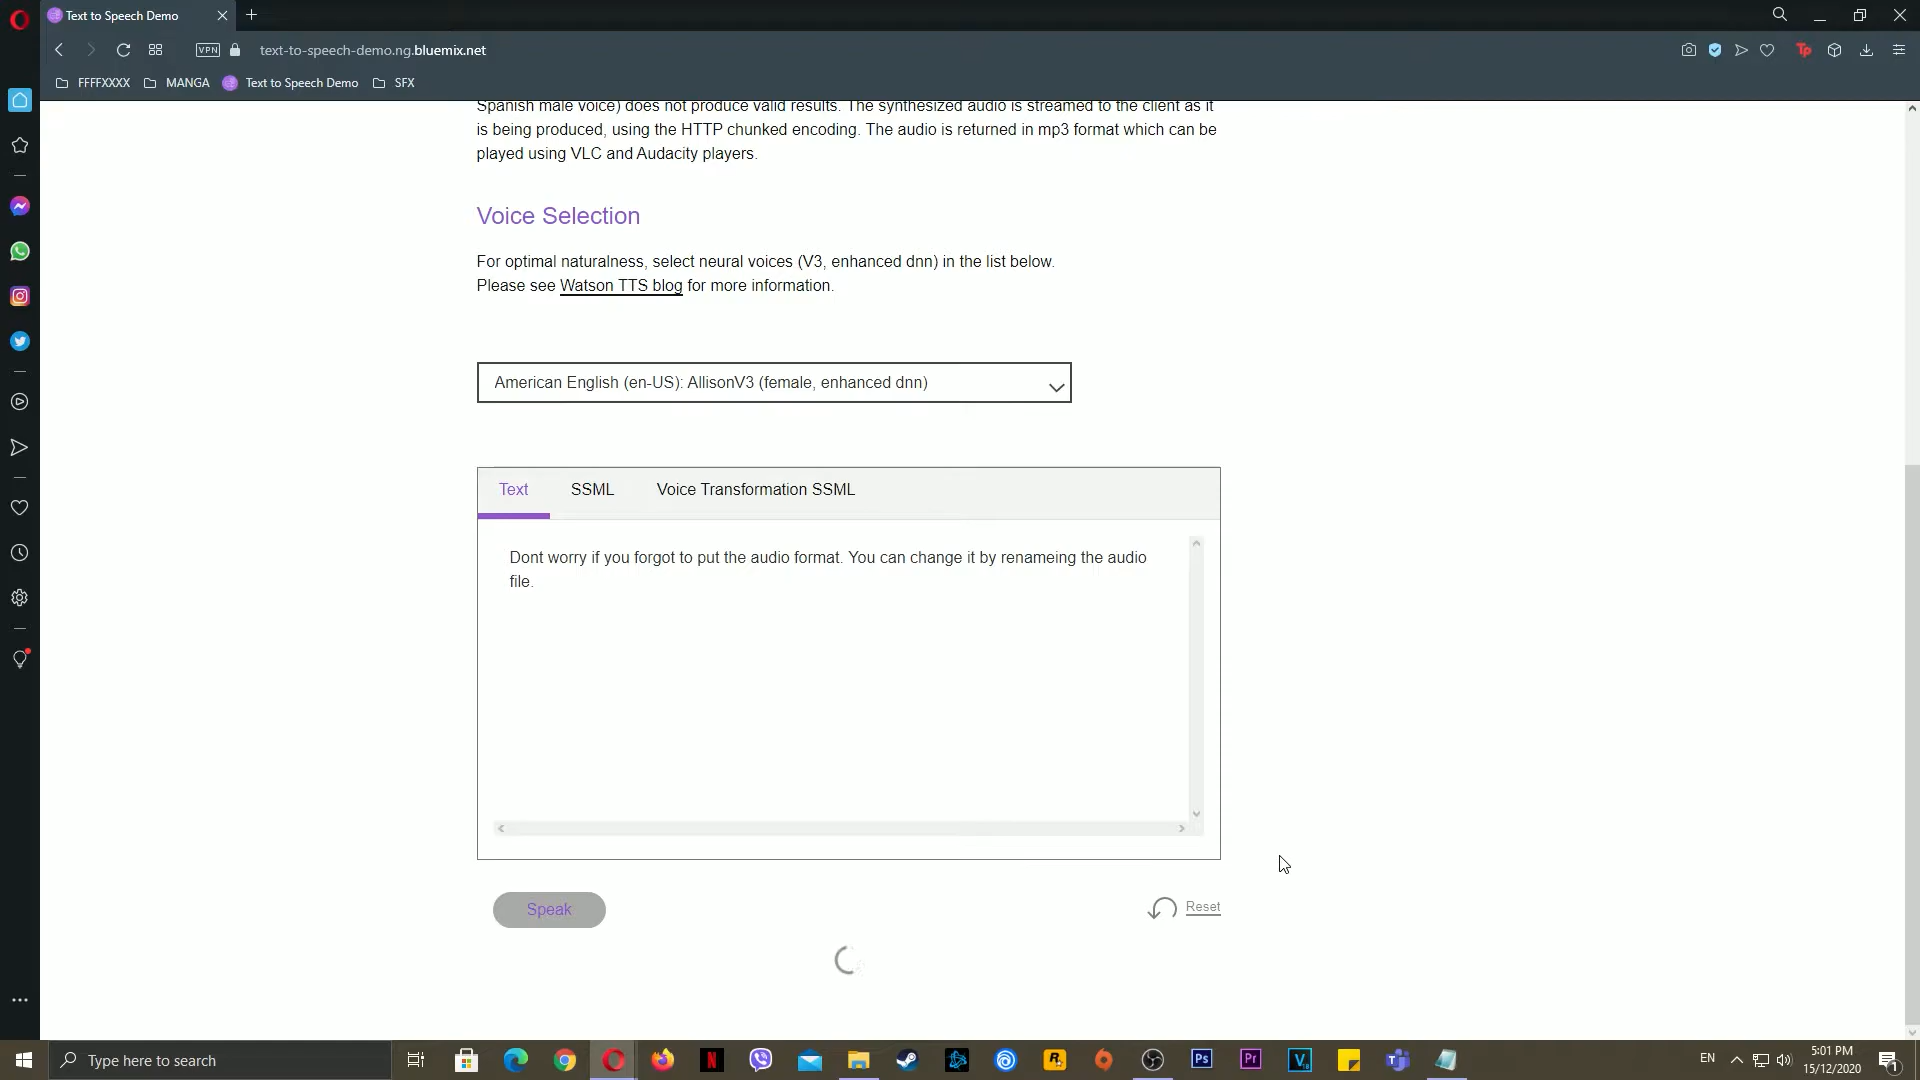 Text to Speech Demo
VPN
text-to-speech-demo.ng.bluemix.net
Tp
FFFFXXXX
MANGA
Text to Speech Demo
SFX
Spanish male voice) does not produce valid results. The synthesized audio is streamed to the client as it
is being produced, using the HTTP chunked encoding. The audio is returned in mp3 format which can be
played using VLC and Audacity players.
Voice Selection
For optimal naturalness, select neural voices (V3, enhanced dnn) in the list below.
Please see Watson TTS blog for more information.
American English (en-US): AllisonV3 (female, enhanced dnn)
Text SSML Voice Transformation SSML
Dont worry if you forgot to put the audio format. You can change it by renameing the audio
file.
Speak
Reset
Type here to search
N
R
Ps
Pr
V
EN
5:01 PM
15/12/2020
1